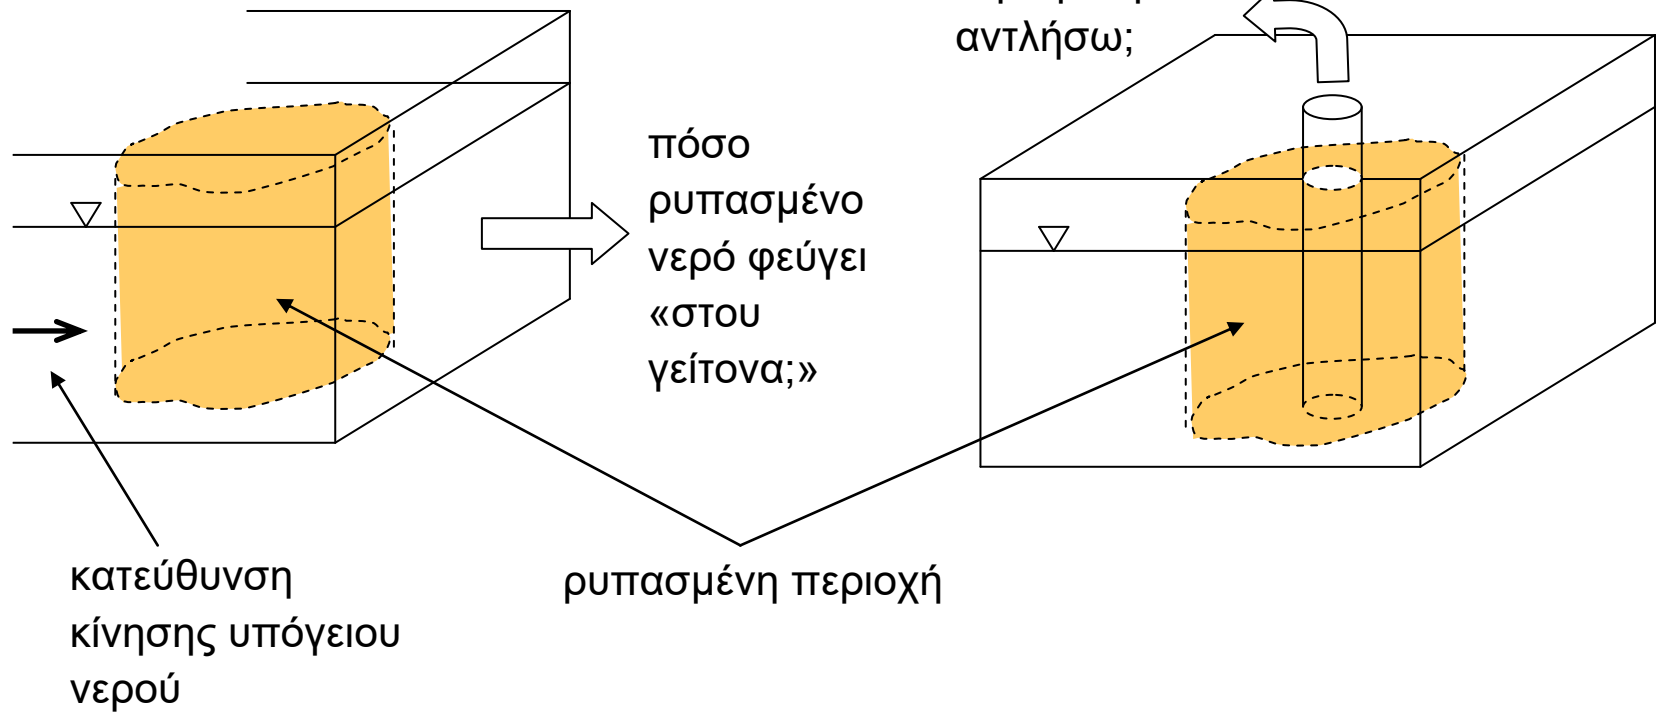 αντλήσω;
πόσο
ρυπασμένο
νερό φεύγει
«στου
γείτονα;»
κατεύθυνση
κίνησης υπόγειου
νερού
ρυπασμένη περιοχή